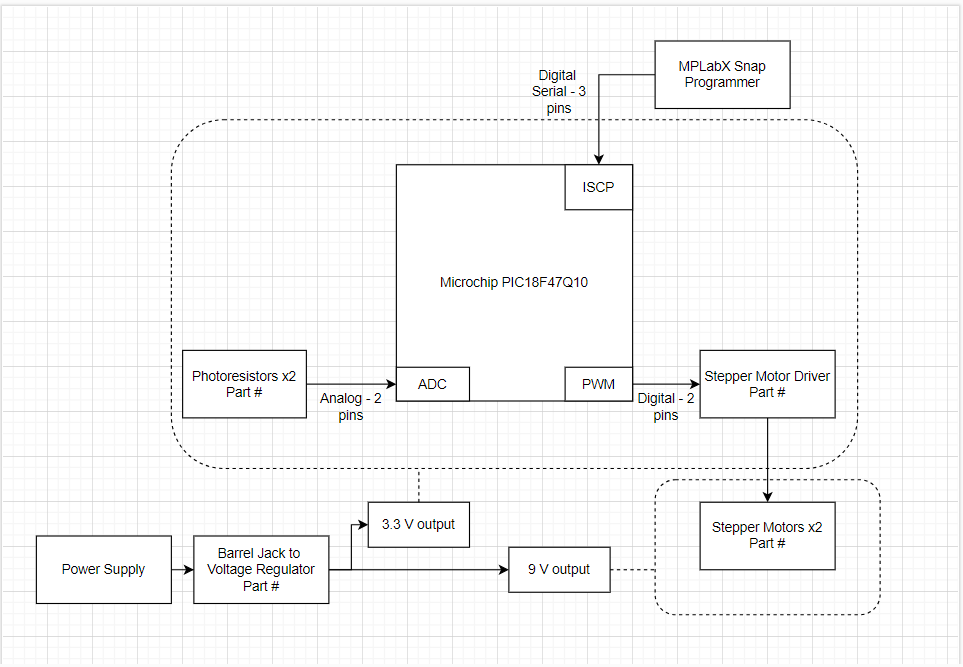 MPLabX Snap
Programmer
Digital
Serial - 3
pins
ISCP
Microchip PIC18F47Q10
Photoresistors x2
Part #
Analog - 2
pins
ADC
PWM
Digital - 2
pins
Stepper Motor Driver
Part #
Stepper Motors x2
Part #
3.3 V output
Power Supply
Barrel Jack to
Voltage Regulator
Part #
9 V output